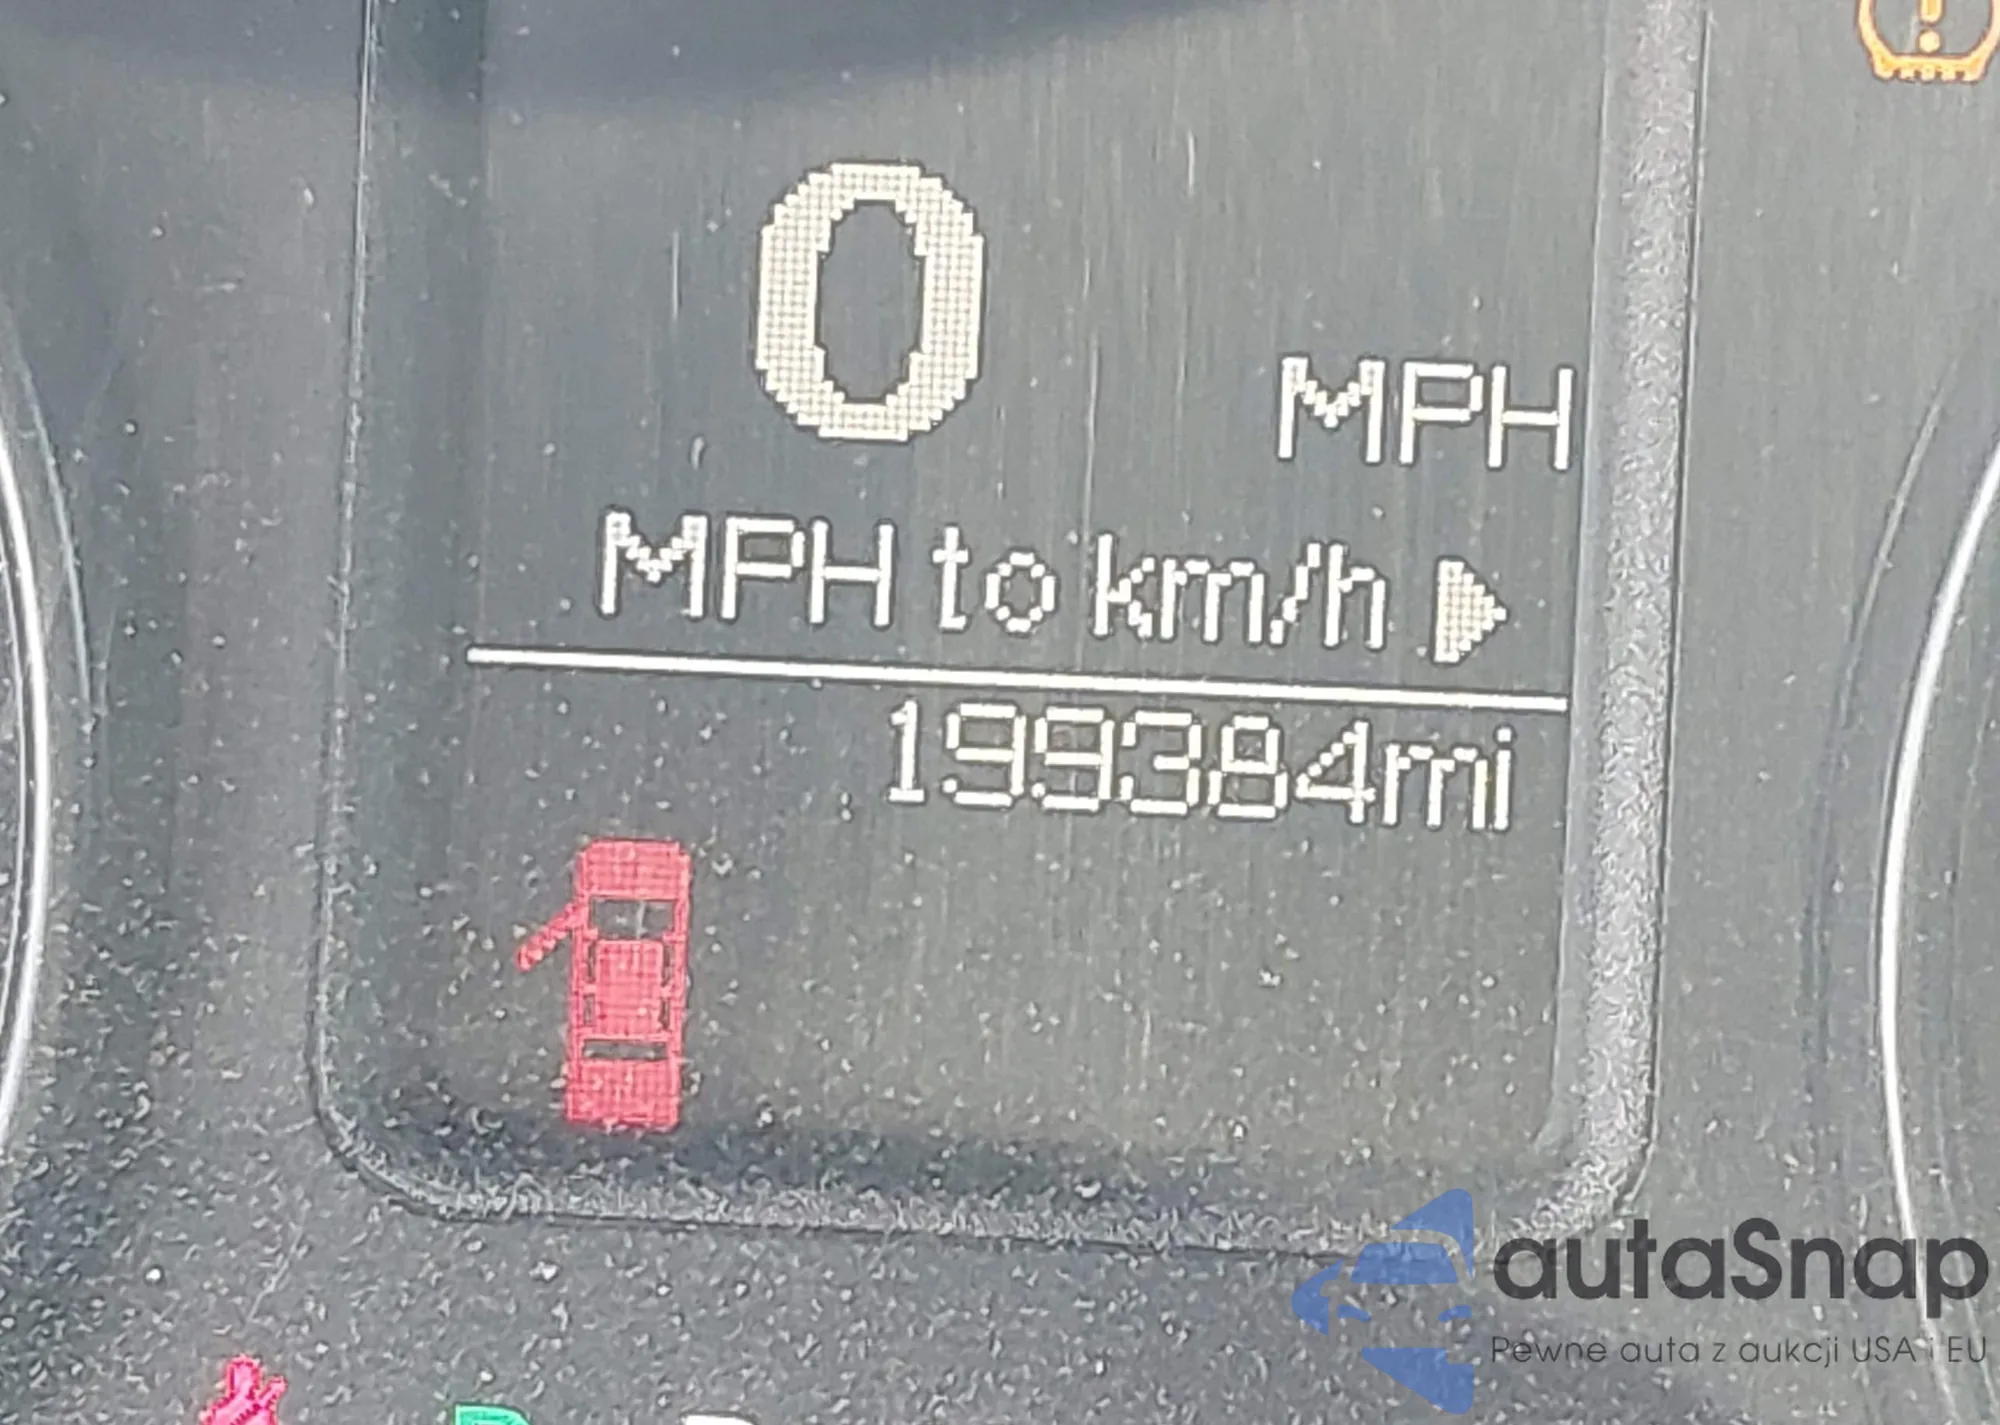 0
MPH
MPH to km/h
199384mi
autaSnap
Pewne auta z aukcji USA i EU